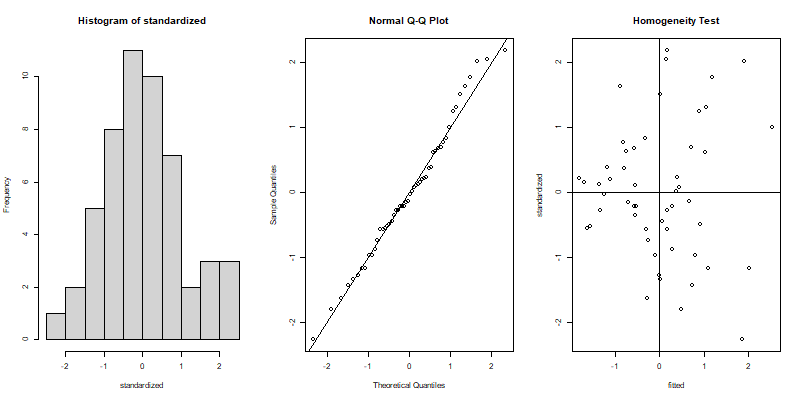 Histogram of standardized
Frequency
10
8
6
4
2
0
-2 -1 0 1 2
standardized
Normal Q-Q Plot
Sample Quantiles
2
1
0
-1
-2
-2 -1 0 1 2
Theoretical Quantiles
Homogeneity Test
standardized
2
1
0
-1
-2
-1 0 1 2
fitted